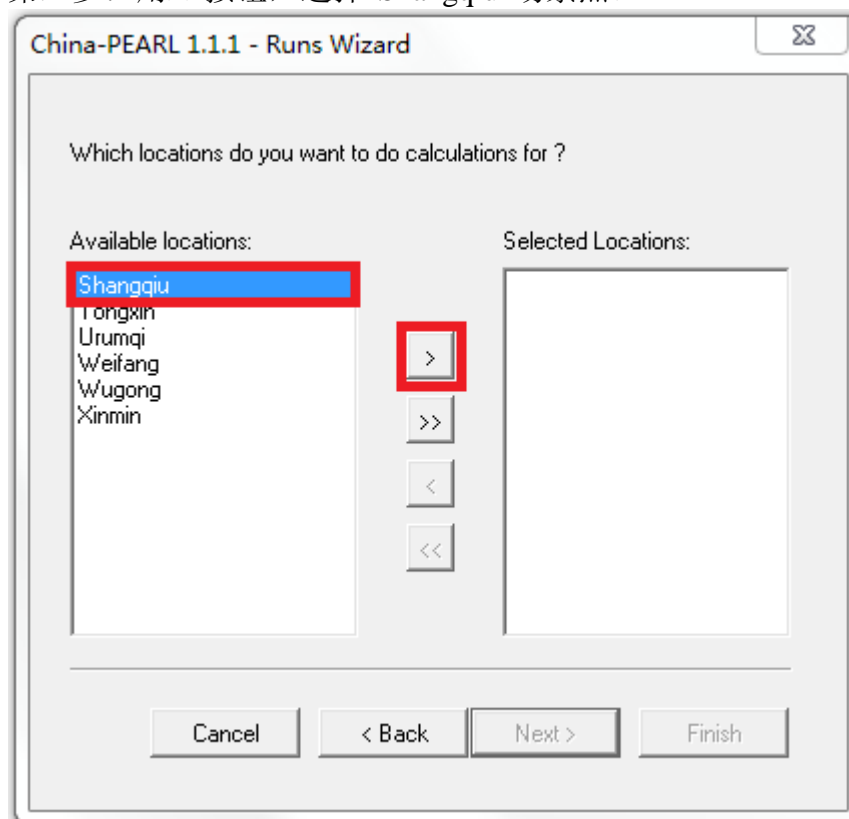 China-PEARL 1.1.1 - Runs Wizard
Which locations do you want to do calculations for ?
Available locations:
Selected Locations:
Shangqiu
Tongxin
Urumqi
Weifang
Wugong
Xinmin
>
>>
<
<<
Cancel
< Back
Next >
Finish